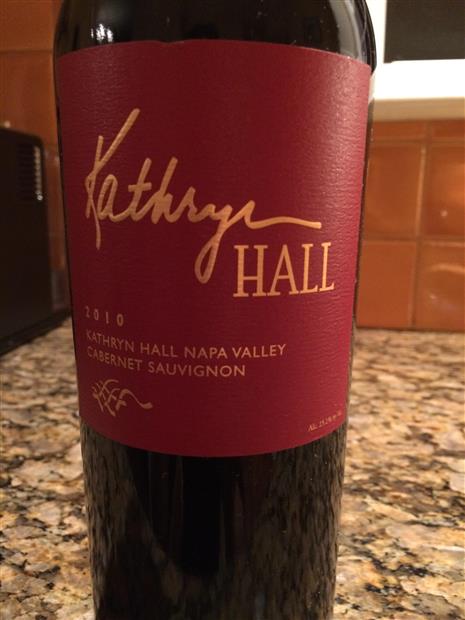 Kathryn
HALL
2010
KATHRYN HALL NAPA VALLEY
CABERNET SAUVIGNON